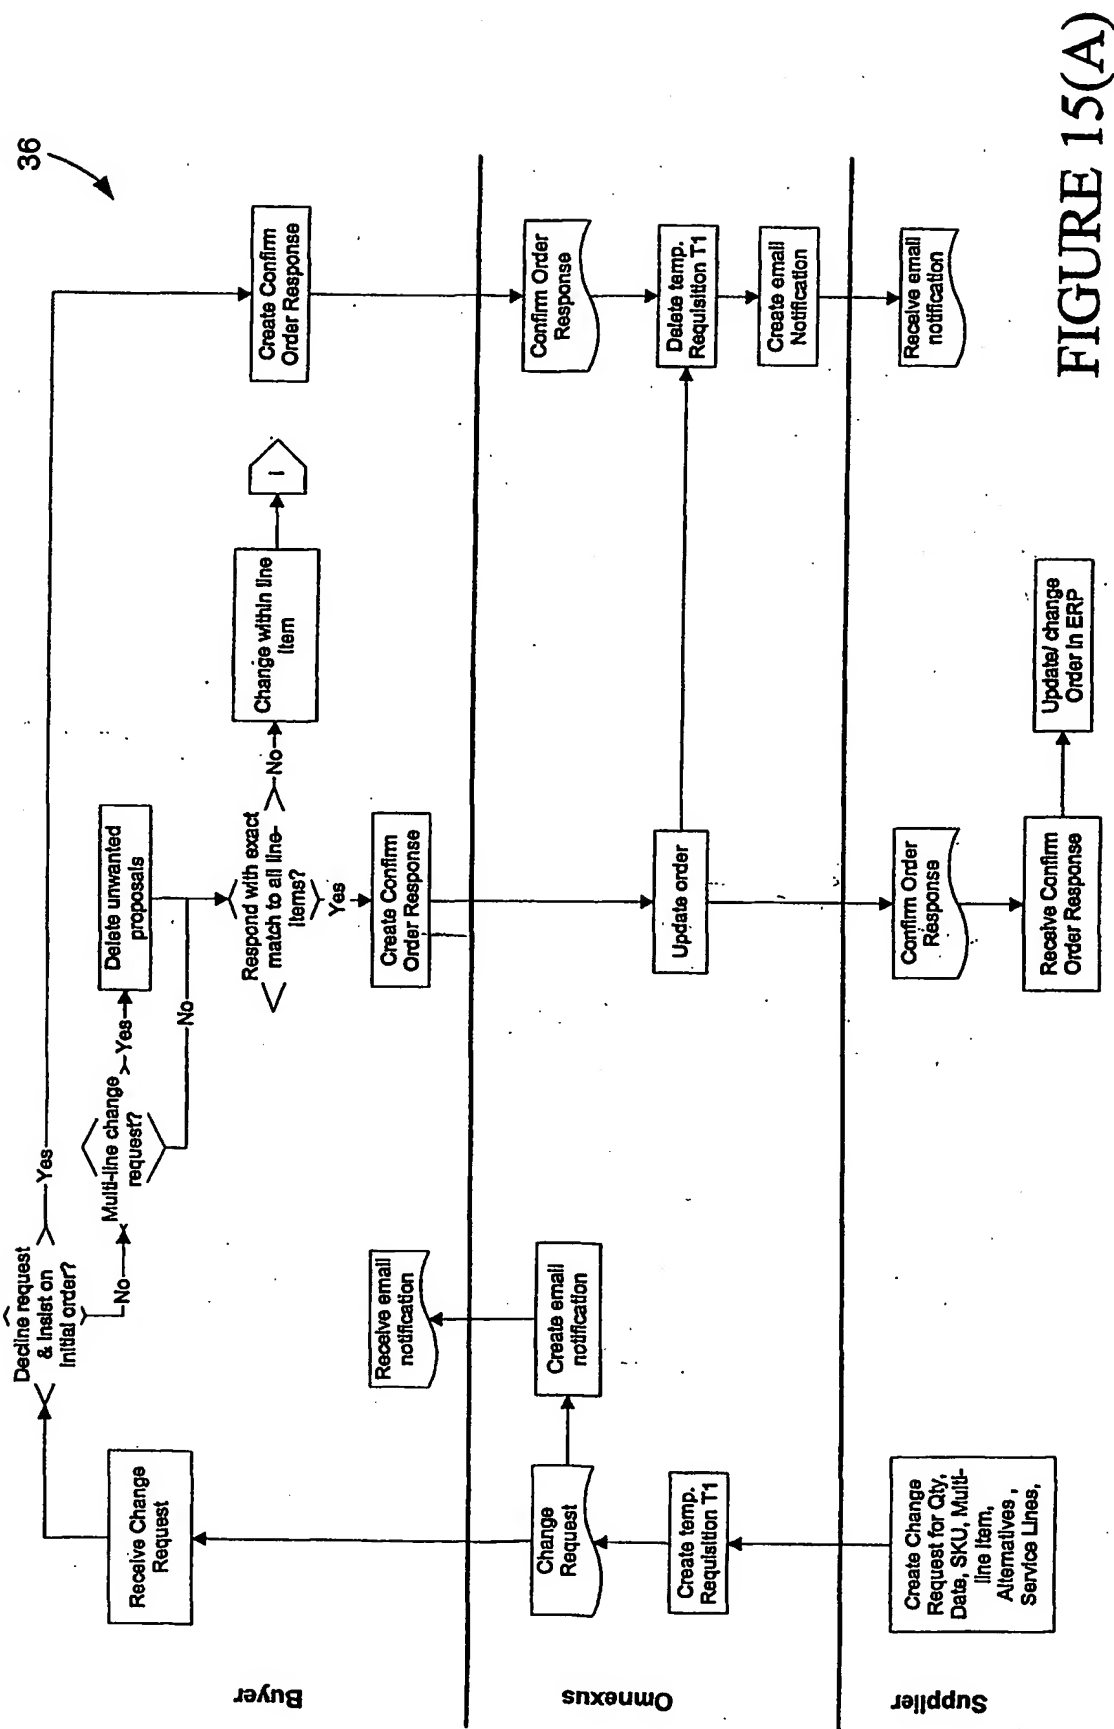 36
Buyer
Receive Change
Request
Decline request
& insist on
initial order?
Yes
No
Multi-line change
request?
Yes
No
Delete unwanted
proposals
Respond with exact
match to all line-
items?
No
Yes
Change within line
item
I
Create Confirm
Order Response
Create Confirm
Order Response
Receive email
notification
Omnexus
Change
Request
Create temp.
Requisition T1
Create email
notification
Update order
Confirm Order
Response
Delete temp.
Requisition T1
Create email
Notification
Supplier
Create Change
Request for Qty,
Date, SKU, Multi-
line Item,
Alternatives ,
Service Lines,
Confirm Order
Response
Receive Confirm
Order Response
Update/ change
Order in ERP
Receive email
notification
FIGURE 15(A)